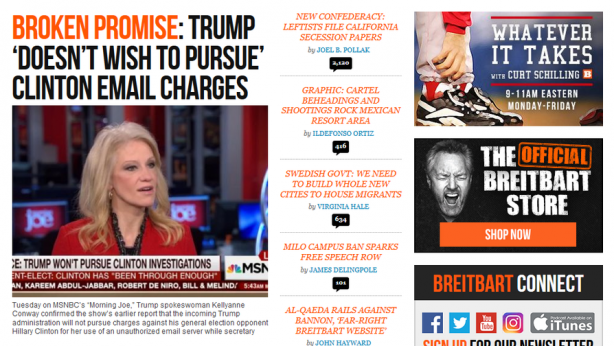 BROKEN PROMISE: TRUMP
‘DOESN’T WISH TO PURSUE’
CLINTON EMAIL CHARGES
joe
CE: TRUMP WON'T PURSUE CLINTON INVESTIGATIONS
ENT-ELECT: CLINTON HAS "BEEN THROUGH ENOUGH"
AN, KAREEM ABDUL-JABBAR, ROBERT DE NIRO, BILL & MELIND
MSN
5:43am
Tuesday on MSNBC's "Morning Joe," Trump spokeswoman Kellyanne
Conway confirmed the show's earlier report that the incoming Trump
administration will not pursue charges against his general election opponent
Hillary Clinton for her use of an unauthorized email server while secretary
NEW CONFEDERACY:
LEFTISTS FILE CALIFORNIA
SECESSION PAPERS
by JOEL B. POLLAK
2,120
GRAPHIC: CARTEL
BEHEADINGS AND
SHOOTINGS ROCK MEXICAN
RESORT AREA
by ILDEFONSO ORTIZ
416
SWEDISH GOVT: WE NEED
TO BUILD WHOLE NEW
CITIES TO HOUSE MIGRANTS
by VIRGINIA HALE
634
MILO CAMPUS BAN SPARKS
FREE SPEECH ROW
by JAMES DELINGPOLE
101
AL-QAEDA RAILS AGAINST
BANNON, ‘FAR-RIGHT
BREITBART WEBSITE’
by JOHN HAYWARD
WHATEVER
IT TAKES
WITH CURT SCHILLING B
9-11AM EASTERN
MONDAY-FRIDAY
THE OFFICIAL
BREITBART
STORE
SHOP NOW
BREITBART CONNECT
Podcast Available on
iTunes
SIGN UP FOR OUR NEWSLETTER